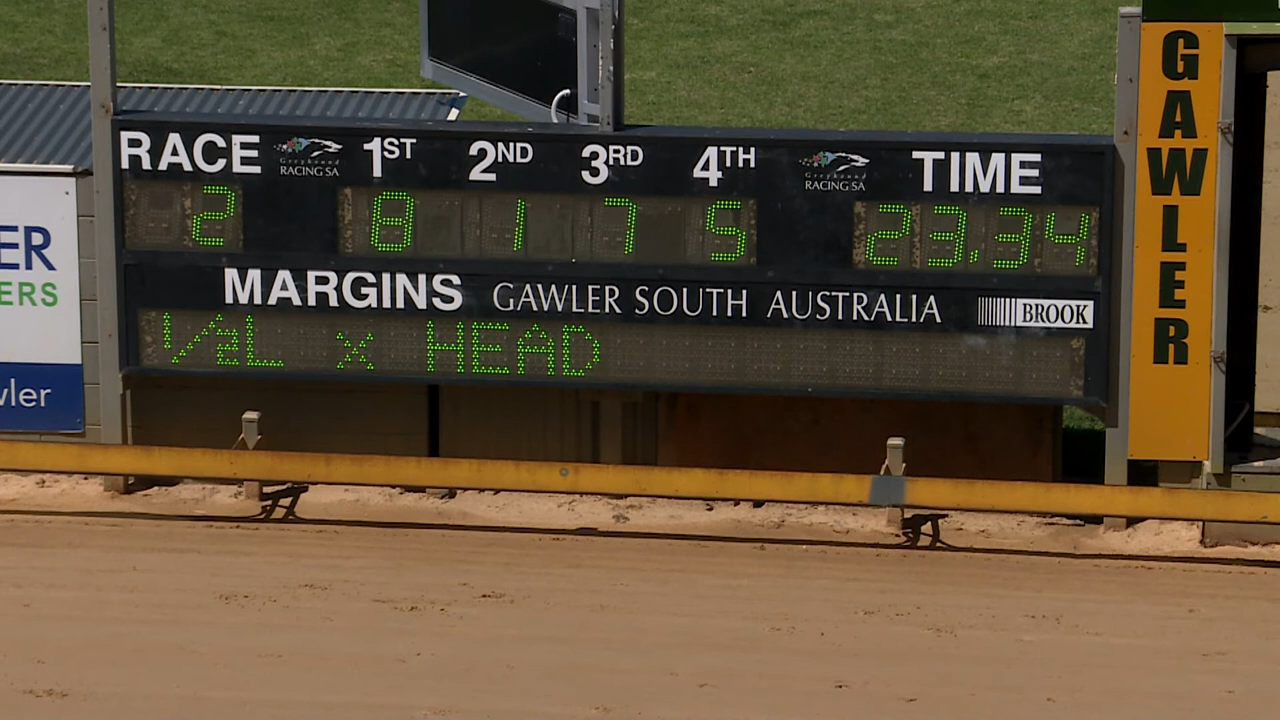 RACE Greyhound RACING SA 1ST 2ND 3RD 4TH Greyhound RACING SA TIME
2 8 1 7 5 23.34
MARGINS GAWLER SOUTH AUSTRALIA BROOK
1/2L x HEAD
GAWLER
ER
ERS
wler